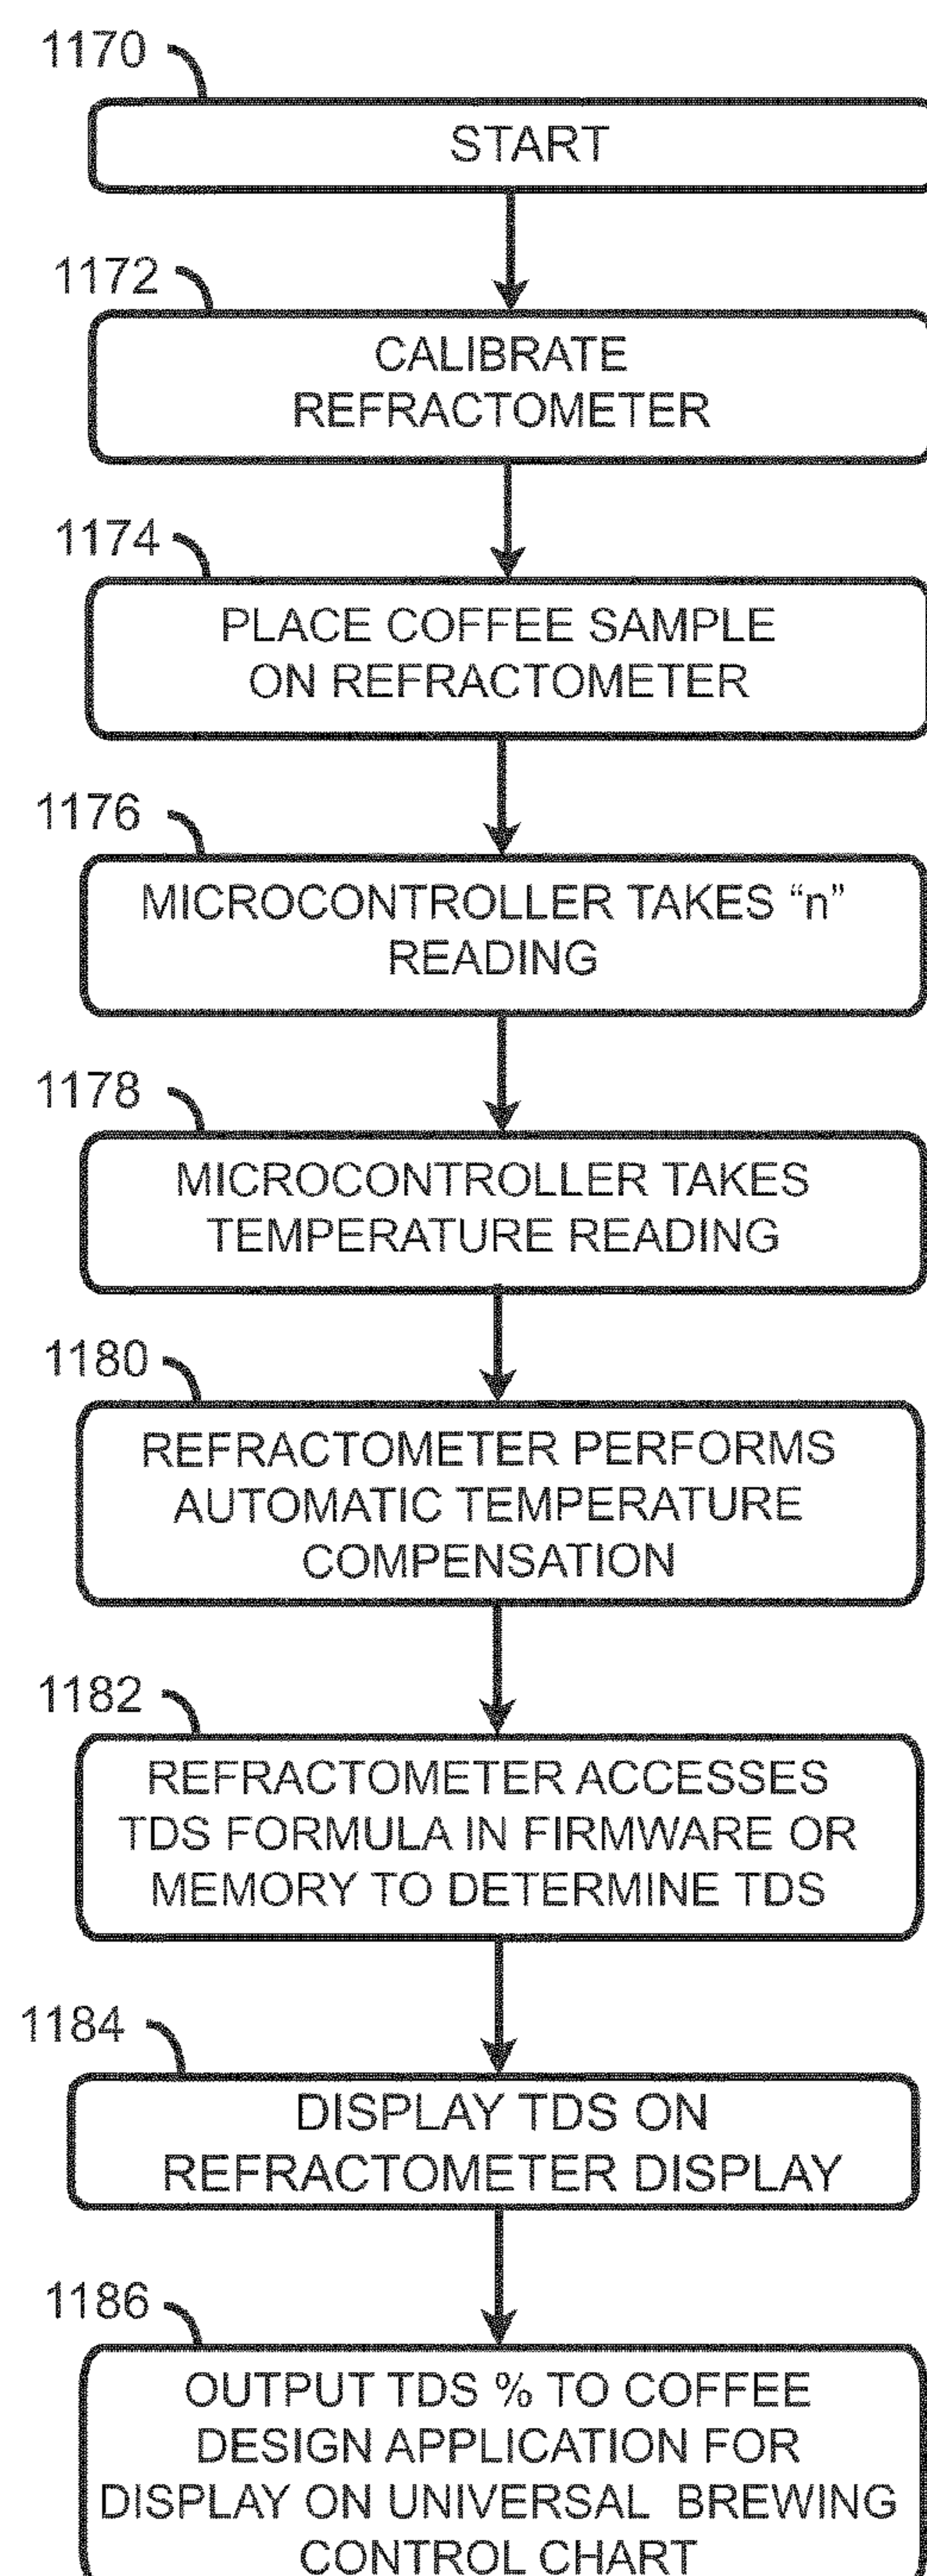 1170
START
1172
CALIBRATE
REFRACTOMETER
1174
PLACE COFFEE SAMPLE
ON REFRACTOMETER
1176
MICROCONTROLLER TAKES “n”
READING
1178
MICROCONTROLLER TAKES
TEMPERATURE READING
1180
REFRACTOMETER PERFORMS
AUTOMATIC TEMPERATURE
COMPENSATION
1182
REFRACTOMETER ACCESSES
TDS FORMULA IN FIRMWARE OR
MEMORY TO DETERMINE TDS
1184
DISPLAY TDS ON
REFRACTOMETER DISPLAY
1186
OUTPUT TDS % TO COFFEE
DESIGN APPLICATION FOR
DISPLAY ON UNIVERSAL BREWING
CONTROL CHART